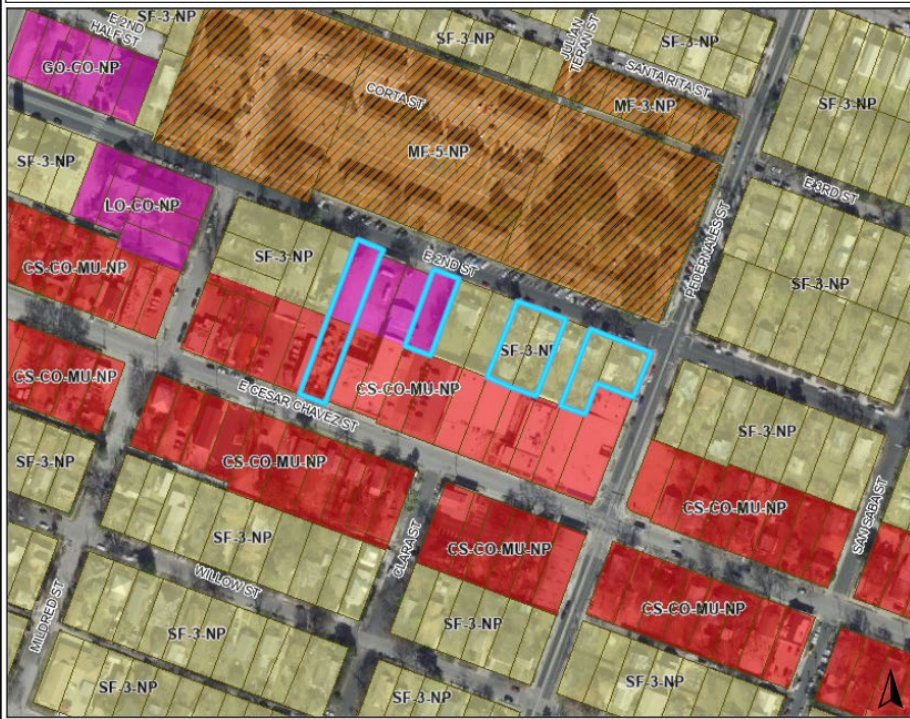 SF-3-NP
E 2ND
HALF ST
GO-CO-NP
SF-3-NP
JULIAN
TERAN ST
SF-3-NP
SANTA RITA ST
CORTA ST
MF-3-NP
SF-3-NP
MF-5-NP
SF-3-NP
E 3RD ST
LO-CO-NP
PEDERNALES ST
SF-3-NP
E 2ND ST
CS-CO-MU-NP
SF-3-NP
SF-3-NP
CS-CO-MU-NP
CS-CO-MU-NP
E CESAR CHAVEZ ST
SF-3-NP
SF-3-NP
CS-CO-MU-NP
CS-CO-MU-NP
SAN SABA ST
SF-3-NP
CLARA ST
CS-CO-MU-NP
WILLOW ST
MILDRED ST
CS-CO-MU-NP
SF-3-NP
SF-3-NP
SF-3-NP
SF-3-NP
SF-3-NP